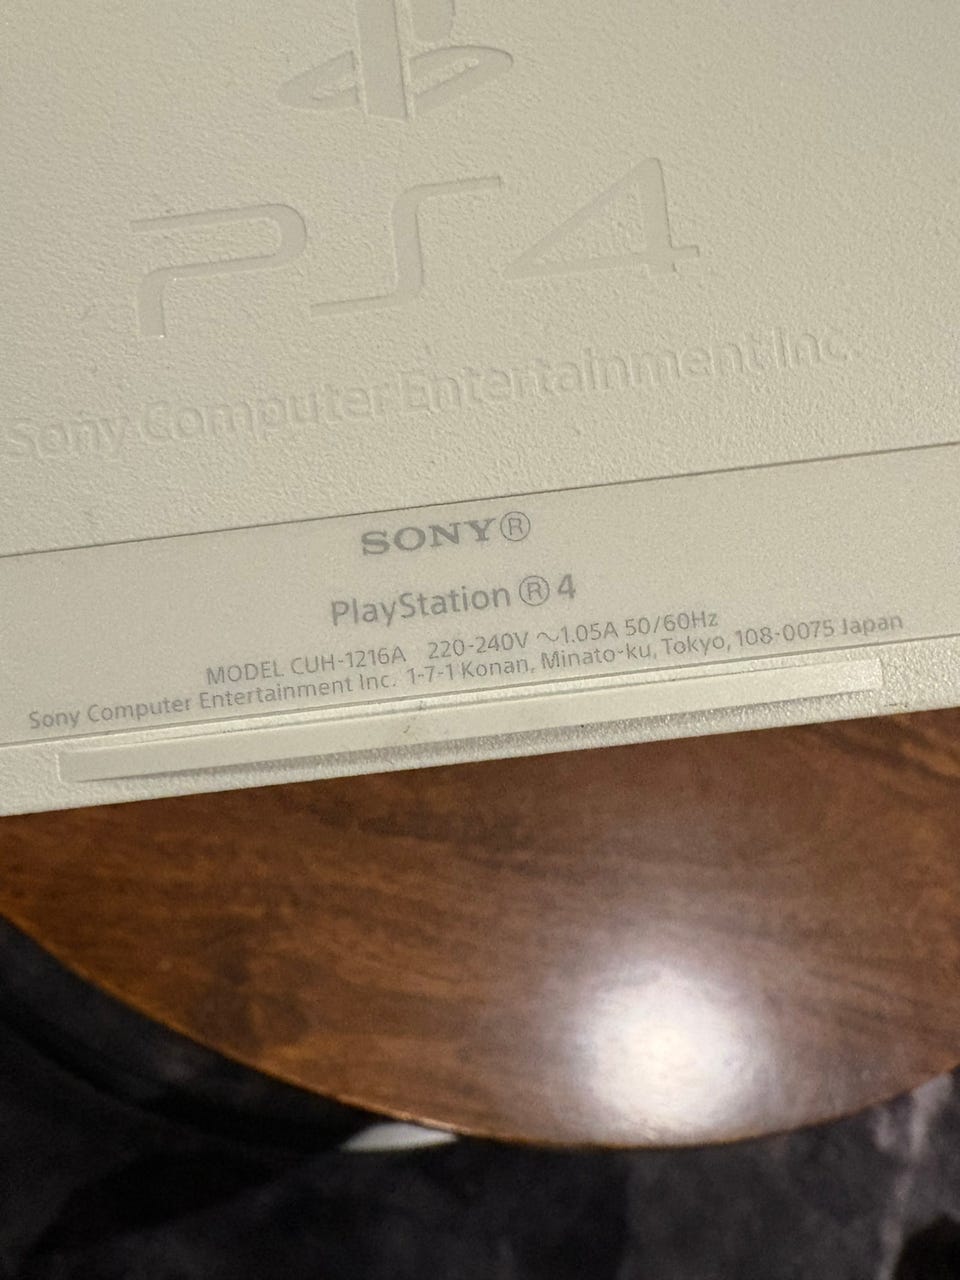 PS4
Sony Computer Entertainment Inc.
SONY®
PlayStation®4
MODEL CUH-1216A 220-240V ~1.05A 50/60Hz
Sony Computer Entertainment Inc. 1-7-1 Konan, Minato-ku, Tokyo, 108-0075 Japan